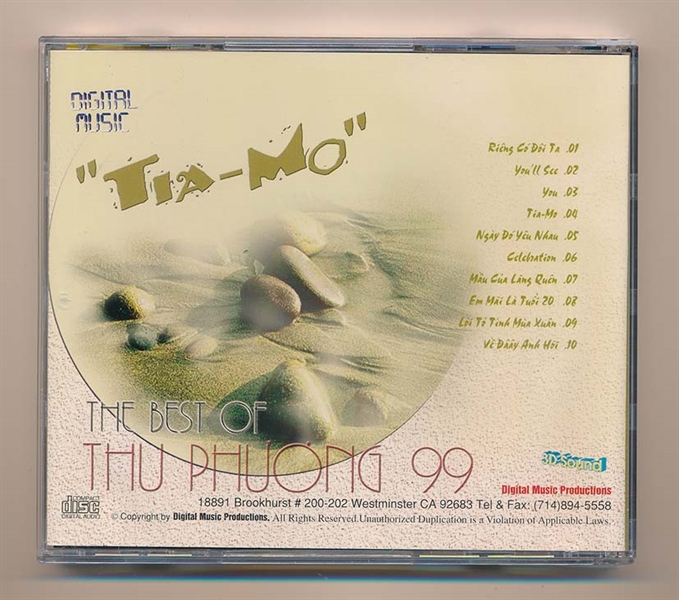 DIGITAL
MUSIC
"TIA-MO"
Riêng Có Đôi Ta .01
You'll See .02
You .03
Tia-Mo .04
Ngày Đó Yêu Nhau .05
Celebration .06
Mầu Của Lãng Quên .07
Em Mãi Là Tuổi 20 .08
Lời Tỏ Tình Mùa Xuân .09
Về Đââỵ Anh Hỡi .10
THE BEST OF
THU PHƯƠNG 99
3D-Sound
Digital Music Productions
COMPACT
disc
DIGITAL AUDIO
18891 Brookhurst # 200-202 Westminster CA 92683 Tel & Fax: (714)894-5558
© Copyright by Digital Music Productions. All Rights Reserved.Unauthorized Duplication is a Violation of Applicable.Laws.